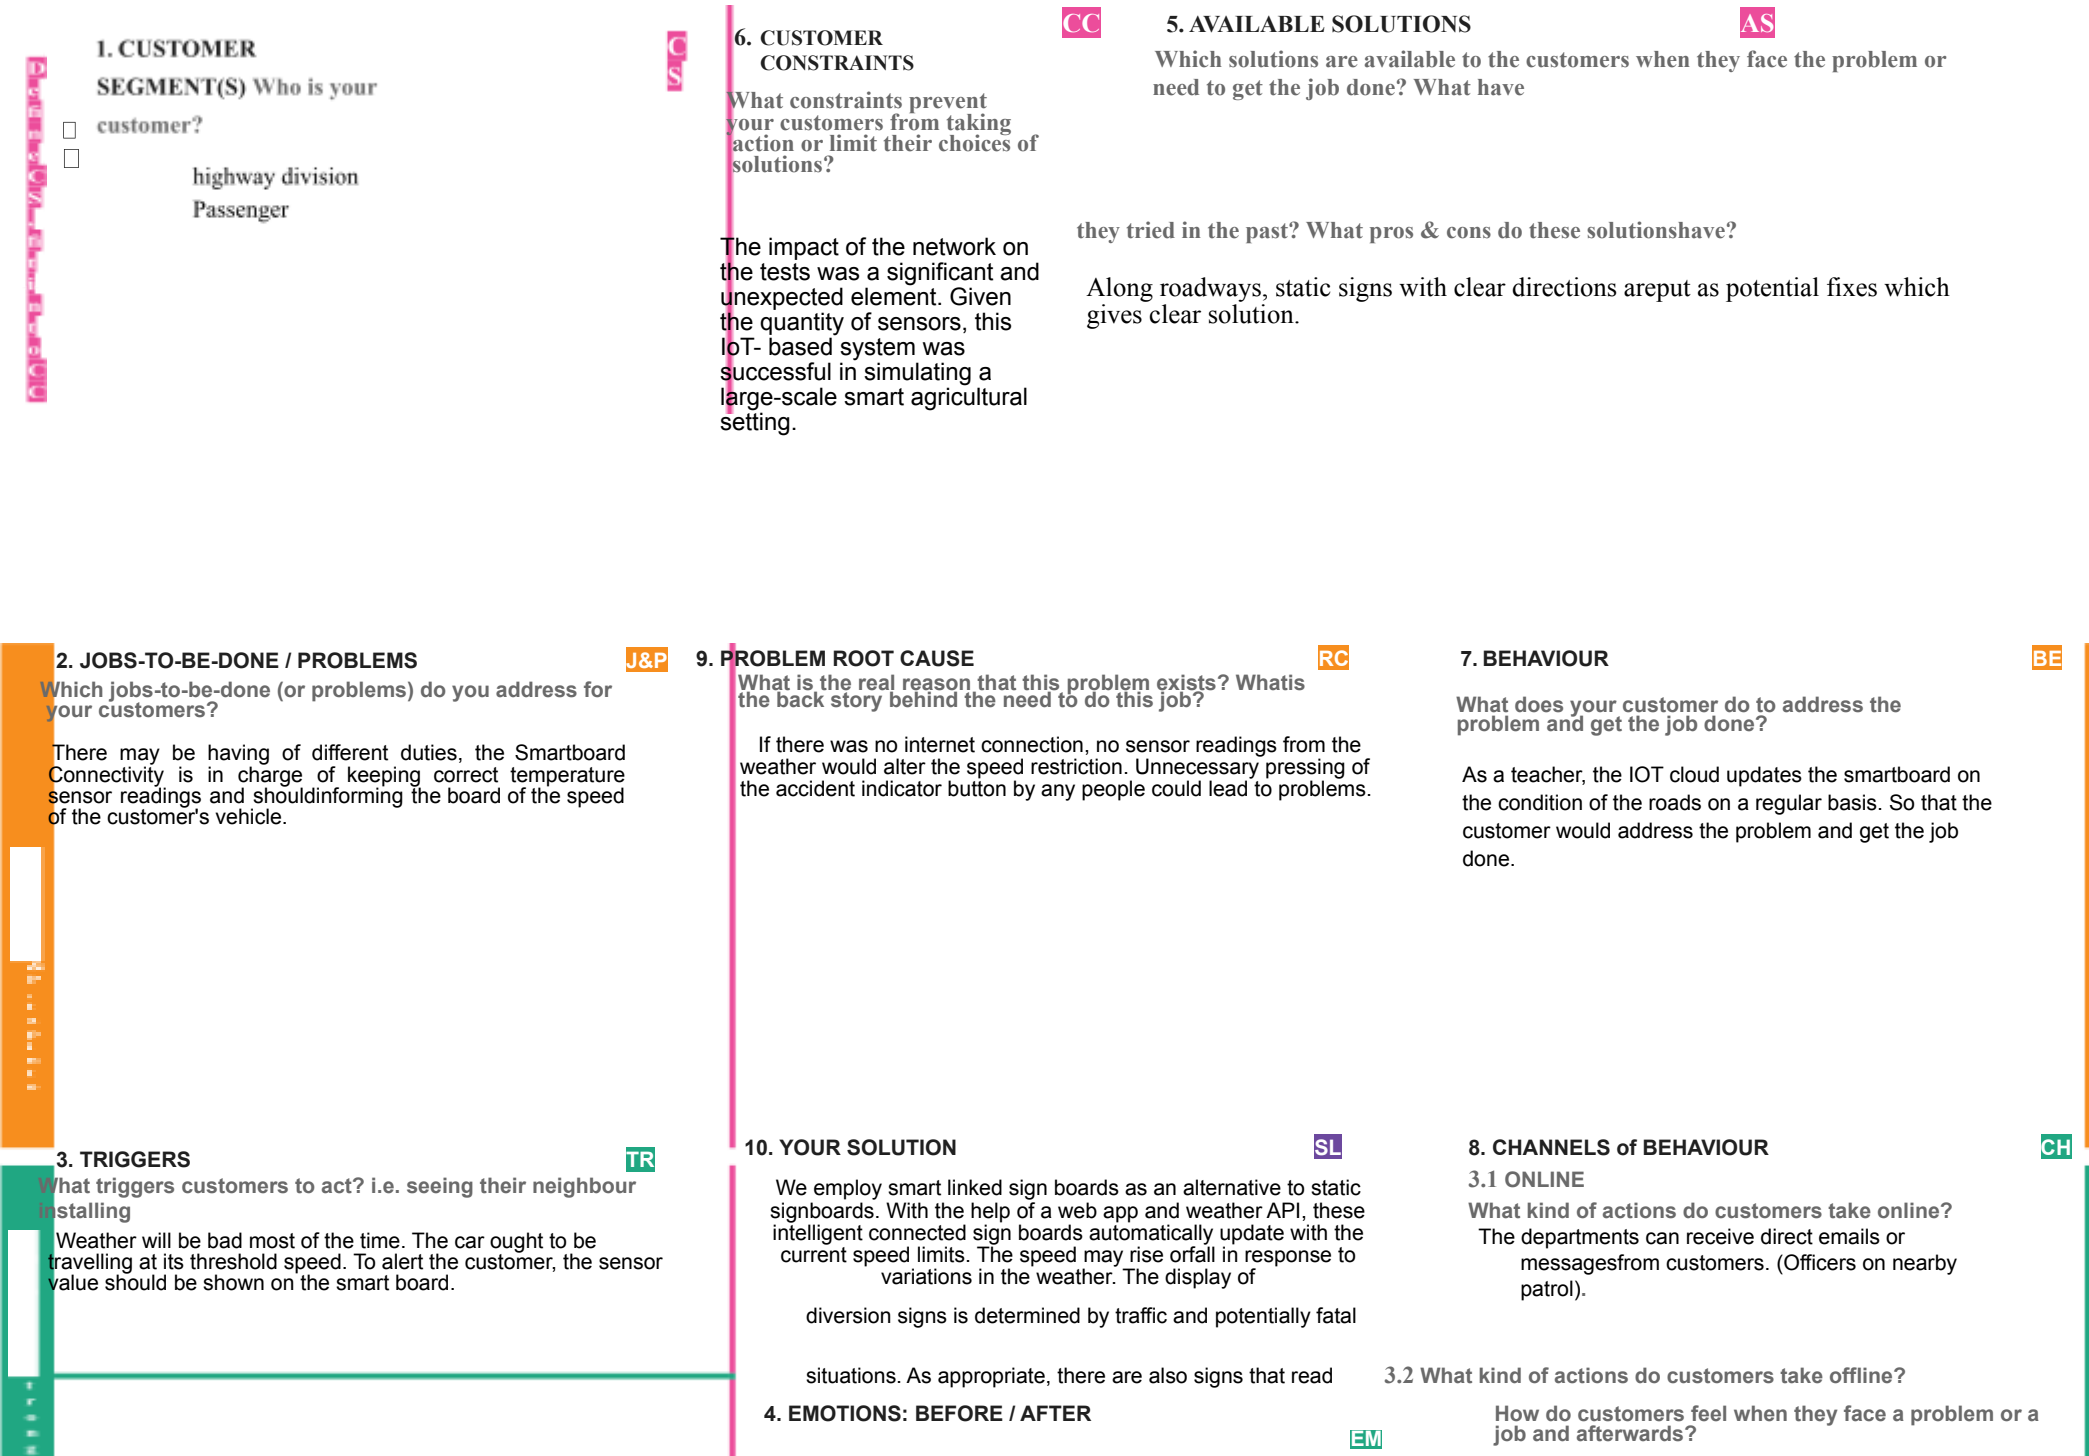 1. CUSTOMER
SEGMENT(S) Who is your
customer?
highway division
Passenger
C
S
6. CUSTOMER
CONSTRAINTS
CC
What constraints prevent
your customers from taking
action or limit their choices of
solutions?
The impact of the network on
the tests was a significant and
unexpected element. Given
the quantity of sensors, this
IoT- based system was
successful in simulating a
large-scale smart agricultural
setting.
5. AVAILABLE SOLUTIONS
AS
Which solutions are available to the customers when they face the problem or
need to get the job done? What have
they tried in the past? What pros & cons do these solutionshave?
Along roadways, static signs with clear directions areput as potential fixes which
gives clear solution.
2. JOBS-TO-BE-DONE / PROBLEMS
J&P
Which jobs-to-be-done (or problems) do you address for
your customers?
There may be having of different duties, the Smartboard
Connectivity is in charge of keeping correct temperature
sensor readings and shouldinforming the board of the speed
of the customer's vehicle.
9. PROBLEM ROOT CAUSE
RC
What is the real reason that this problem exists? Whatis
the back story behind the need to do this job?
If there was no internet connection, no sensor readings from the
weather would alter the speed restriction. Unnecessary pressing of
the accident indicator button by any people could lead to problems.
7. BEHAVIOUR
BE
What does your customer do to address the
problem and get the job done?
As a teacher, the IOT cloud updates the smartboard on
the condition of the roads on a regular basis. So that the
customer would address the problem and get the job
done.
3. TRIGGERS
TR
What triggers customers to act? i.e. seeing their neighbour
installing
Weather will be bad most of the time. The car ought to be
travelling at its threshold speed. To alert the customer, the sensor
value should be shown on the smart board.
10. YOUR SOLUTION
SL
We employ smart linked sign boards as an alternative to static
signboards. With the help of a web app and weather API, these
intelligent connected sign boards automatically update with the
current speed limits. The speed may rise orfall in response to
variations in the weather. The display of
diversion signs is determined by traffic and potentially fatal
situations. As appropriate, there are also signs that read
4. EMOTIONS: BEFORE / AFTER
EM
8. CHANNELS of BEHAVIOUR
CH
3.1 ONLINE
What kind of actions do customers take online?
The departments can receive direct emails or
messagesfrom customers. (Officers on nearby
patrol).
3.2 What kind of actions do customers take offline?
How do customers feel when they face a problem or a
job and afterwards?